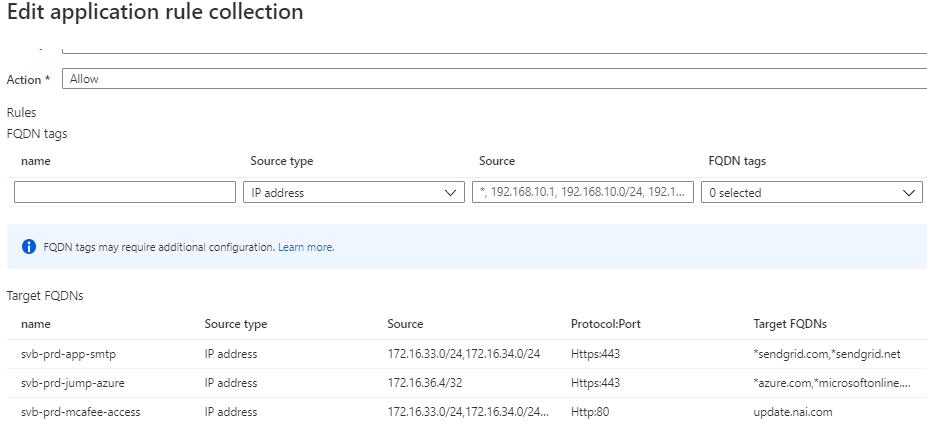 Edit application rule collection
Action * Allow
Rules
FQDN tags
name Source type Source FQDN tags
IP address *, 192.168.10.1, 192.168.10.0/24, 192.1... 0 selected
FQDN tags may require additional configuration. Learn more.
Target FQDNs
name Source type Source Protocol:Port Target FQDNs
svb-prd-app-smtp IP address 172.16.33.0/24,172.16.34.0/24 Https:443 *sendgrid.com,*sendgrid.net
svb-prd-jump-azure IP address 172.16.36.4/32 Https:443 *azure.com,*microsoftonline....
svb-prd-mcafee-access IP address 172.16.33.0/24,172.16.34.0/24... Http:80 update.nai.com